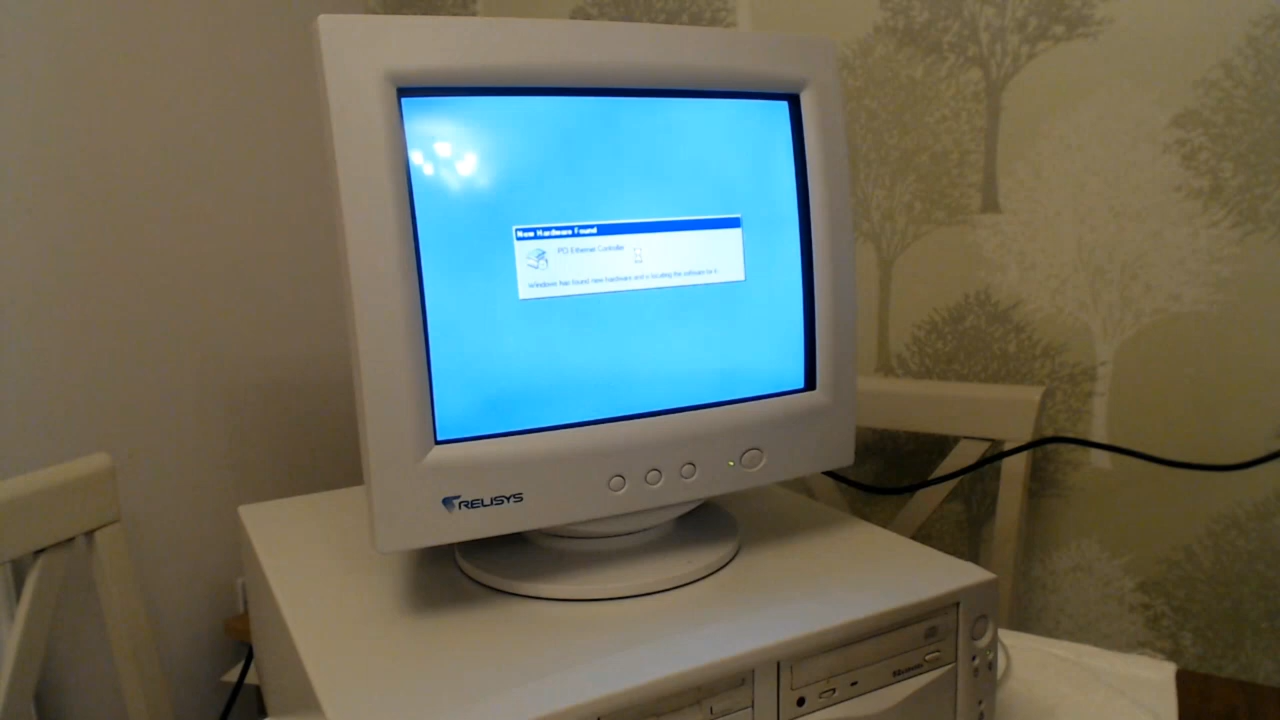 New Hardware Found
PCI Ethernet Controller
Windows has found new hardware and is locating the software for it.
RELISYS